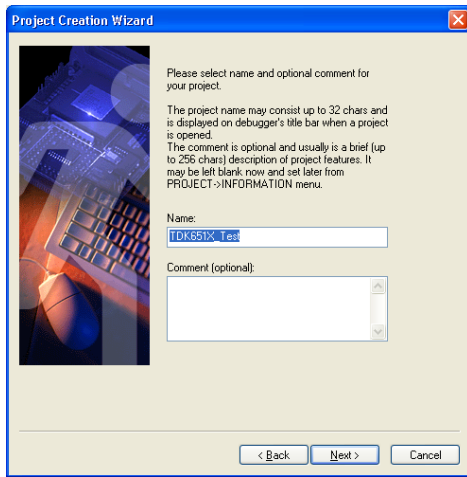 Project Creation Wizard
Please select name and optional comment for
your project.
The project name may consist up to 32 chars and
is displayed on debugger's title bar when a project
is opened.
The comment is optional and usually is a brief (up
to 256 chars) description of project features. It
may be left blank now and set later from
PROJECT->INFORMATION menu.
Name:
TDK651X_Test
Comment (optional):
< Back
Next >
Cancel